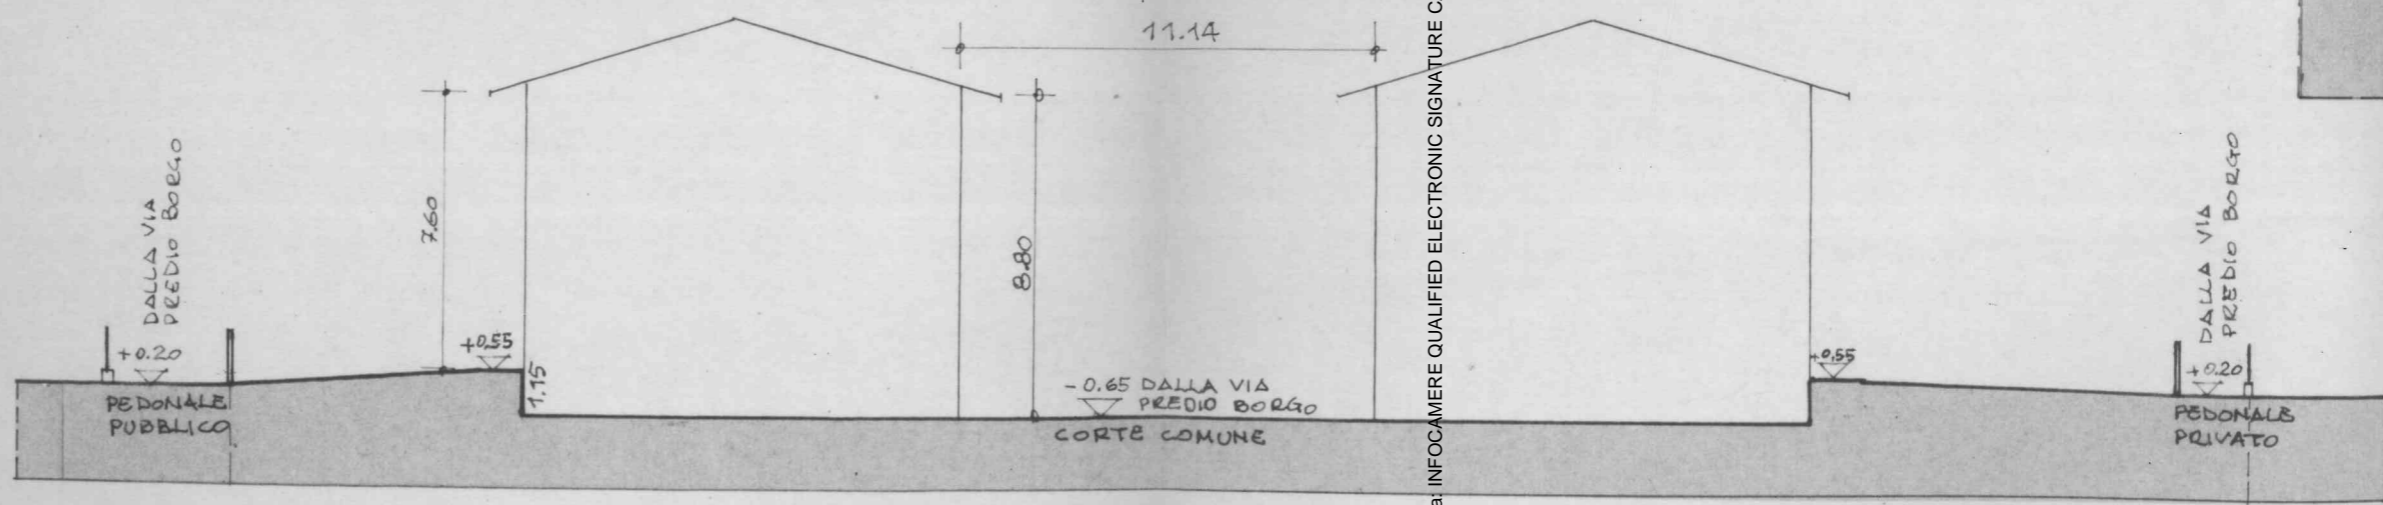 11.14
DALLA VIA
PREDIO BORGO
7.60
8.80
a: INFOCAMERE QUALIFIED ELECTRONIC SIGNATURE C
DALLA VIA
PREDIO BORGO
+0.20
+0.55
1.15
-0.65 DALLA VIA
PREDIO BORGO
+0.55
+0.20
PEDONALE
PUBBLICO
CORTE COMUNE
PEDONALE
PRIVATO